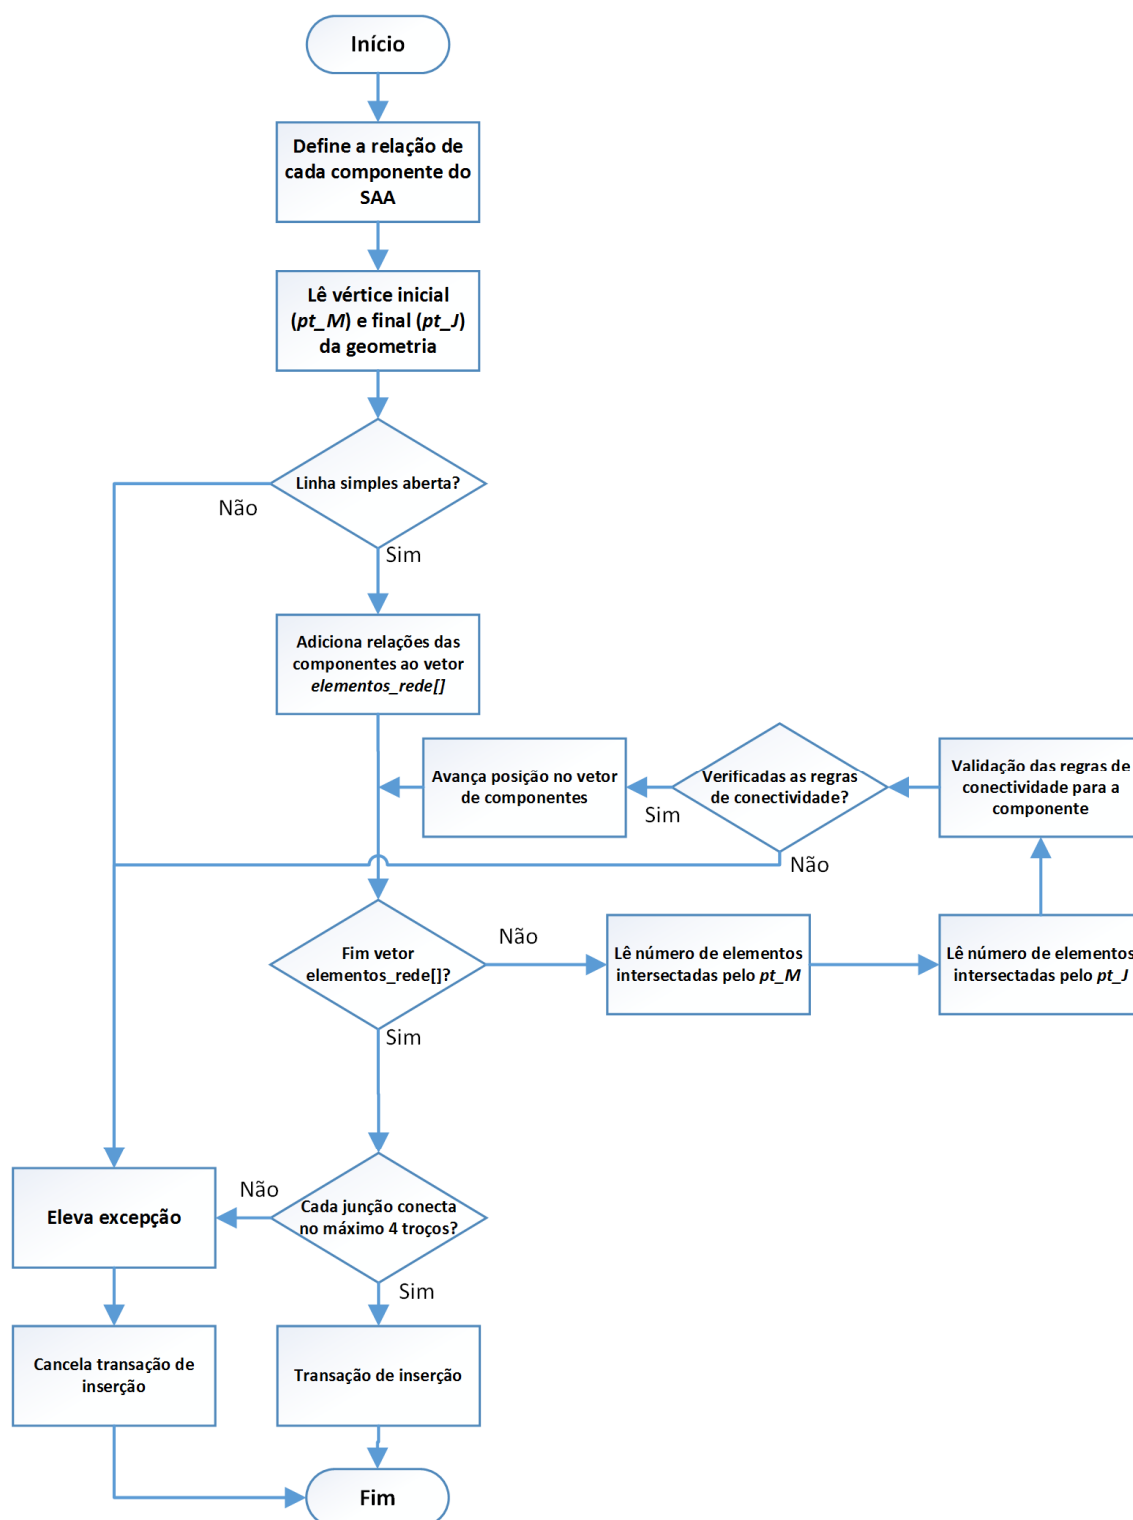 Início
Define a relação de
cada componente do
SAA
Lê vértice inicial
(pt_M) e final (pt_J)
da geometria
Linha simples aberta?
Não
Sim
Adiciona relações das
componentes ao vetor
elementos_rede[]
Avança posição no vetor
de componentes
Sim
Verificadas as regras
de conectividade?
Não
Validação das regras de
conectividade para a
componente
Fim vetor
elementos_rede[]?
Não
Sim
Lê número de elementos
intersectadas pelo pt_M
Lê número de elementos
intersectadas pelo pt_J
Cada junção conecta
no máximo 4 troços?
Não
Sim
Eleva excepção
Cancela transação de
inserção
Transação de inserção
Fim